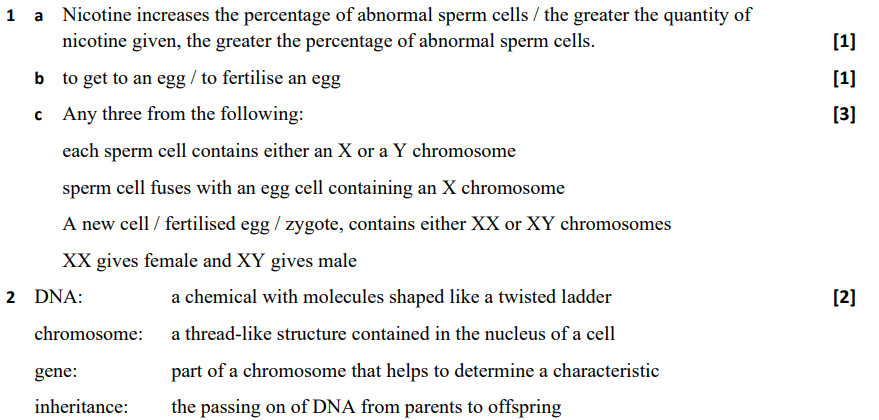 1 a Nicotine increases the percentage of abnormal sperm cells / the greater the quantity of
nicotine given, the greater the percentage of abnormal sperm cells. [1]
b to get to an egg / to fertilise an egg [1]
c Any three from the following: [3]
each sperm cell contains either an X or a Y chromosome
sperm cell fuses with an egg cell containing an X chromosome
A new cell / fertilised egg / zygote, contains either XX or XY chromosomes
XX gives female and XY gives male
2 DNA: a chemical with molecules shaped like a twisted ladder [2]
chromosome: a thread-like structure contained in the nucleus of a cell
gene: part of a chromosome that helps to determine a characteristic
inheritance: the passing on of DNA from parents to offspring